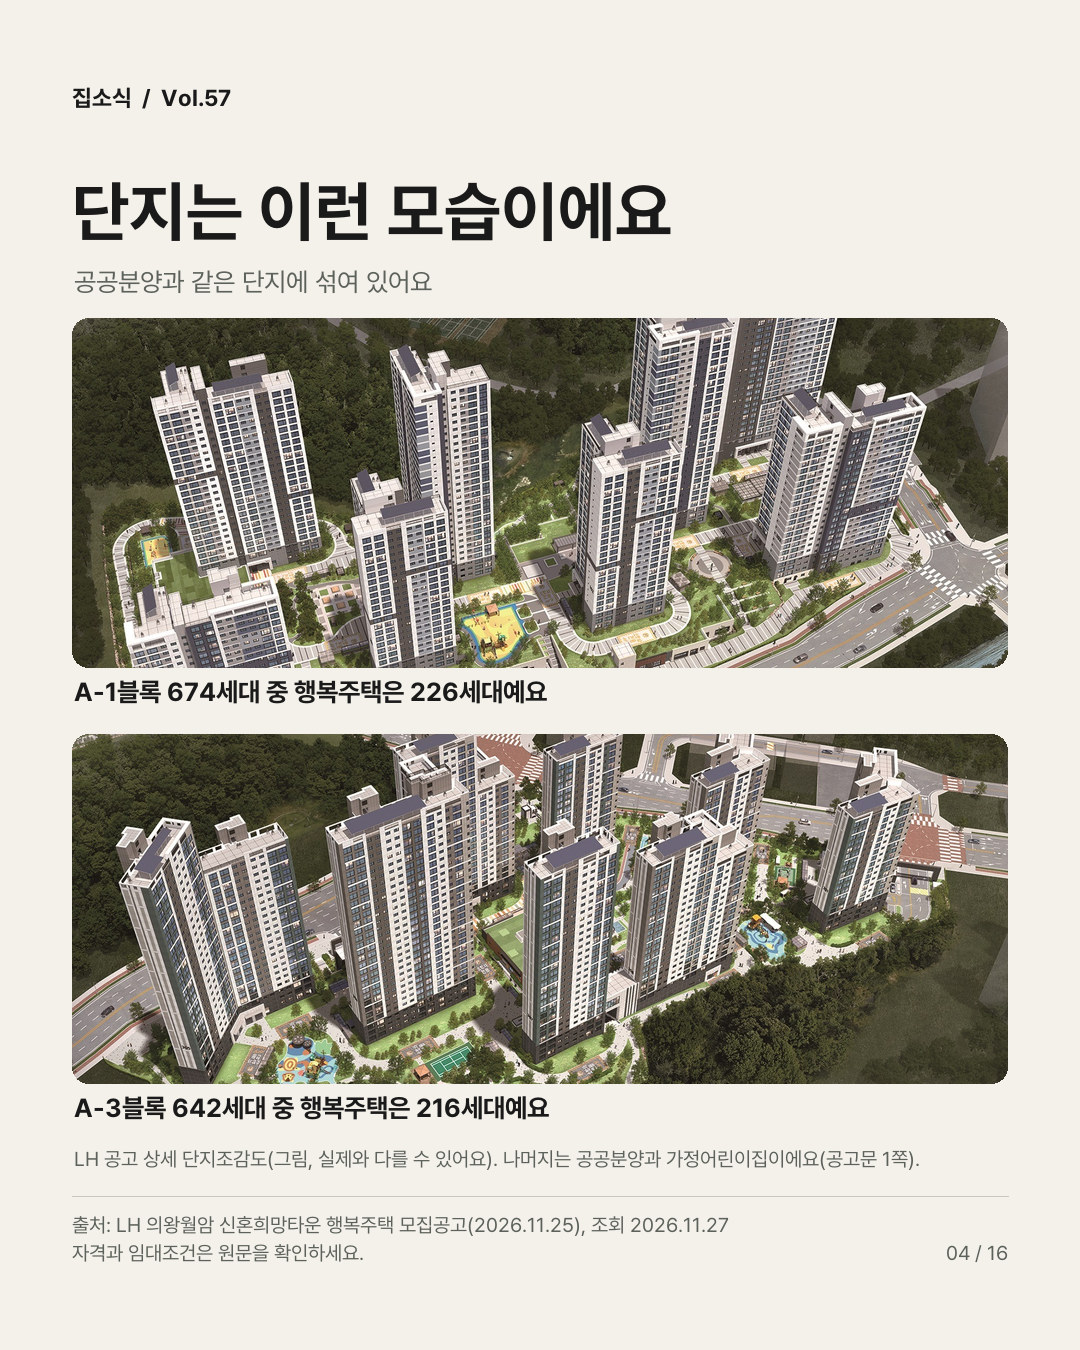 집소식 / Vol.57
단지는 이런 모습이에요
공공분양과 같은 단지에 섞여 있어요
A-1블록 674세대 중 행복주택은 226세대예요
A-3블록 642세대 중 행복주택은 216세대예요
LH 공고 상세 단지조감도(그림, 실제와 다를 수 있어요). 나머지는 공공분양과 가정어린이집이에요(공고문 1쪽).
출처: LH 의왕월암 신혼희망타운 행복주택 모집공고(2026.11.25), 조회 2026.11.27
자격과 임대조건은 원문을 확인하세요.
04 / 16